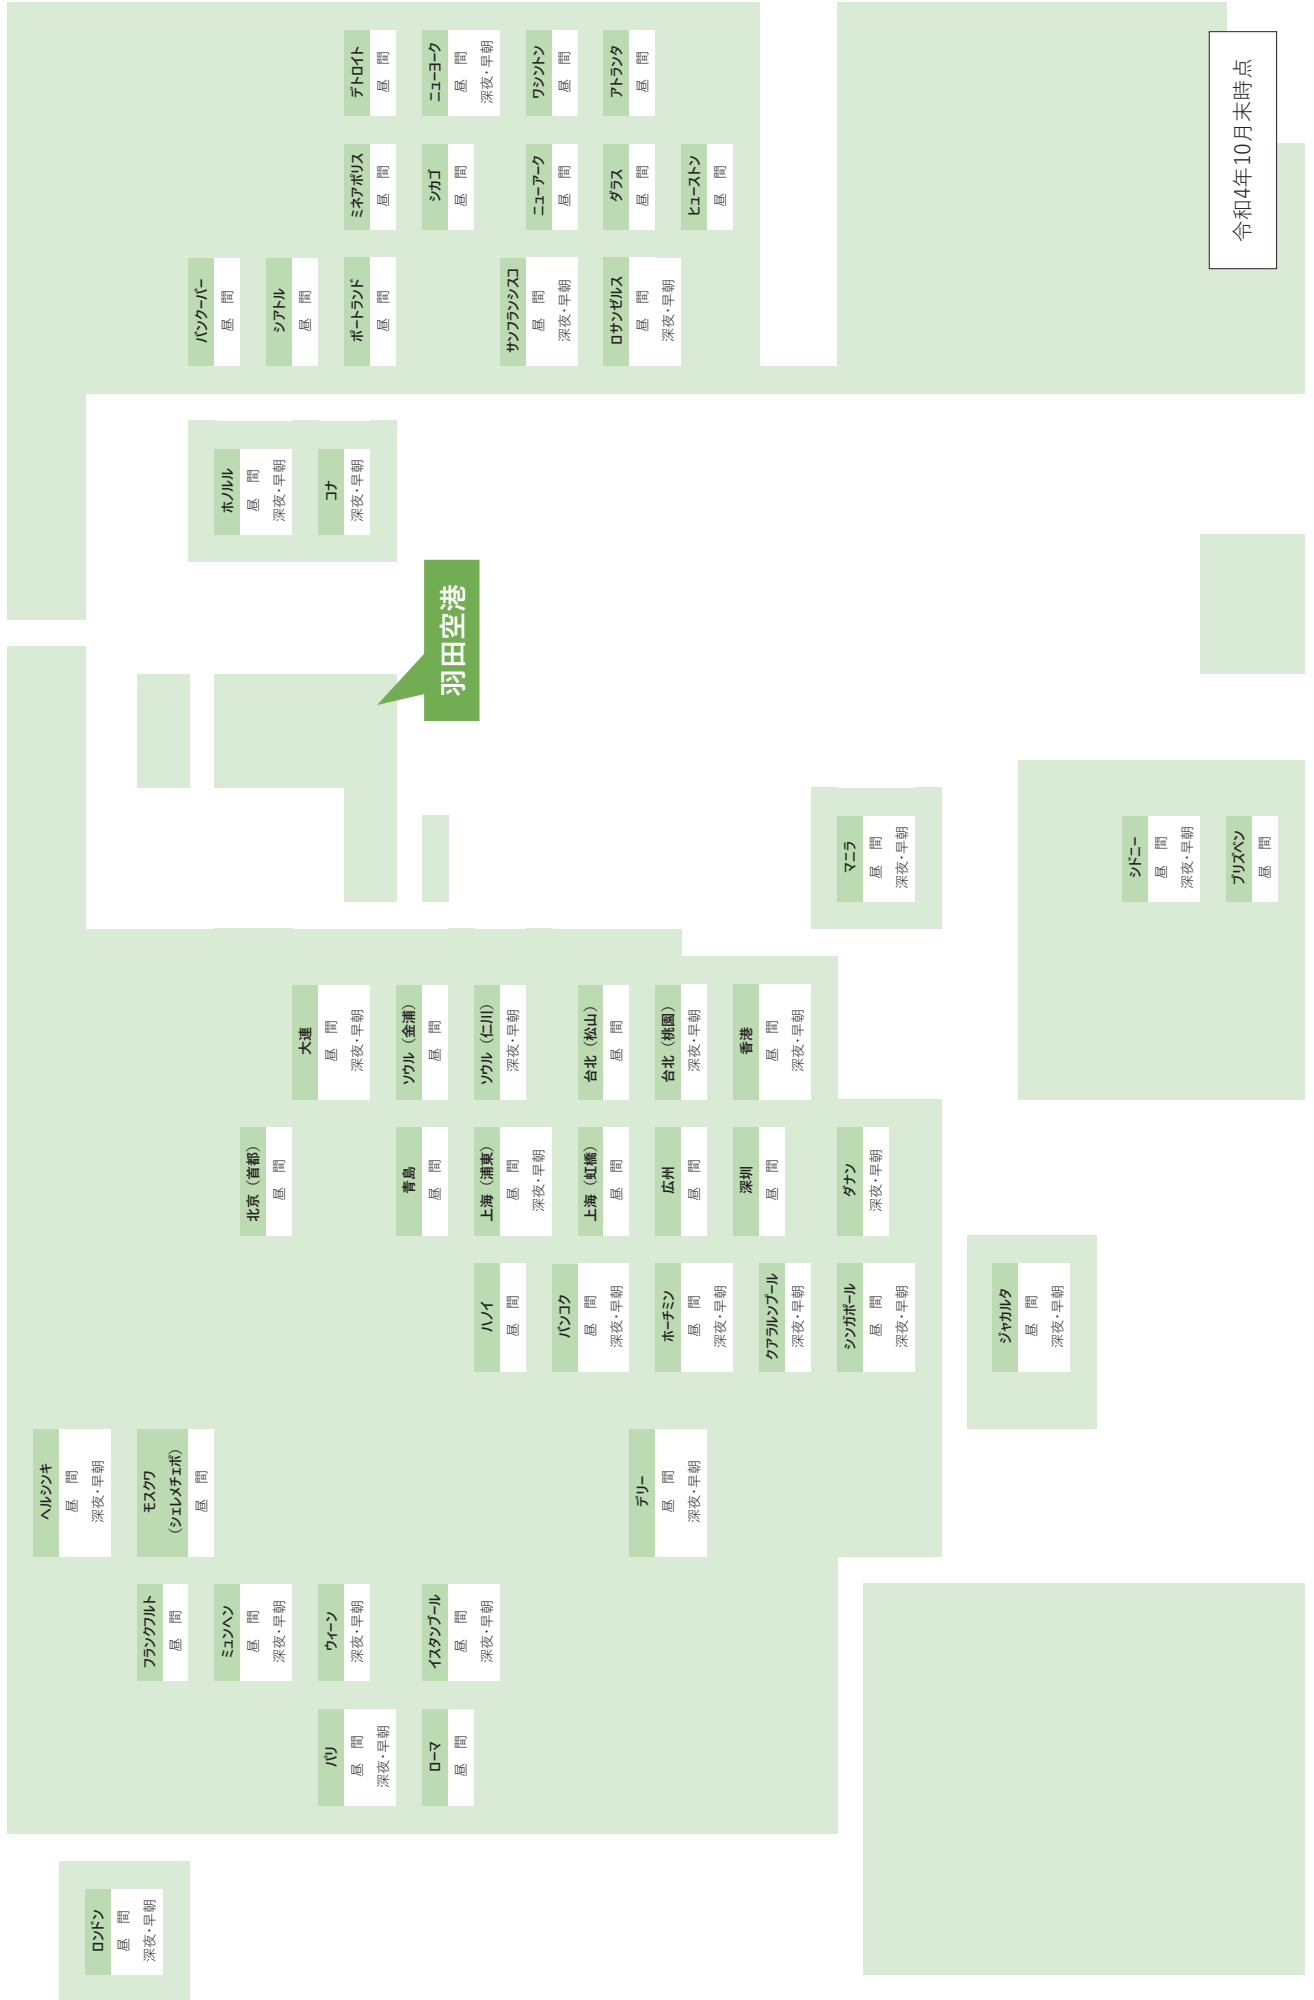 ロンドン
昼 間
深夜・早朝
パリ
昼 間
深夜・早朝
ローマ
昼 間
フランクフルト
昼 間
ミュンヘン
昼 間
深夜・早朝
ウィーン
深夜・早朝
イスタンブール
昼 間
深夜・早朝
ヘルシンキ
昼 間
深夜・早朝
モスクワ
（シェレメチェボ）
昼 間
デリー
昼 間
深夜・早朝
ハノイ
昼 間
バンコク
昼 間
深夜・早朝
ホーチミン
昼 間
深夜・早朝
クアラルンプール
深夜・早朝
シンガポール
昼 間
深夜・早朝
ジャカルタ
昼 間
深夜・早朝
北京（首都）
昼 間
青島
昼 間
上海（浦東）
昼 間
深夜・早朝
上海（虹橋）
昼 間
広州
昼 間
深圳
昼 間
ダナン
深夜・早朝
大連
昼 間
深夜・早朝
ソウル（金浦）
昼 間
ソウル（仁川）
深夜・早朝
台北（松山）
昼 間
台北（桃園）
深夜・早朝
香港
昼 間
深夜・早朝
マニラ
昼 間
深夜・早朝
シドニー
昼 間
深夜・早朝
ブリズベン
昼 間
羽田空港
ホノルル
昼 間
深夜・早朝
コナ
深夜・早朝
バンクーバー
昼 間
シアトル
昼 間
ポートランド
昼 間
サンフランシスコ
昼 間
深夜・早朝
ロサンゼルス
昼 間
深夜・早朝
ミネアポリス
昼 間
シカゴ
昼 間
ニューアーク
昼 間
ダラス
昼 間
ヒューストン
昼 間
デトロイト
昼 間
ニューヨーク
昼 間
深夜・早朝
ワシントン
昼 間
アトランタ
昼 間
令和4年10月末時点